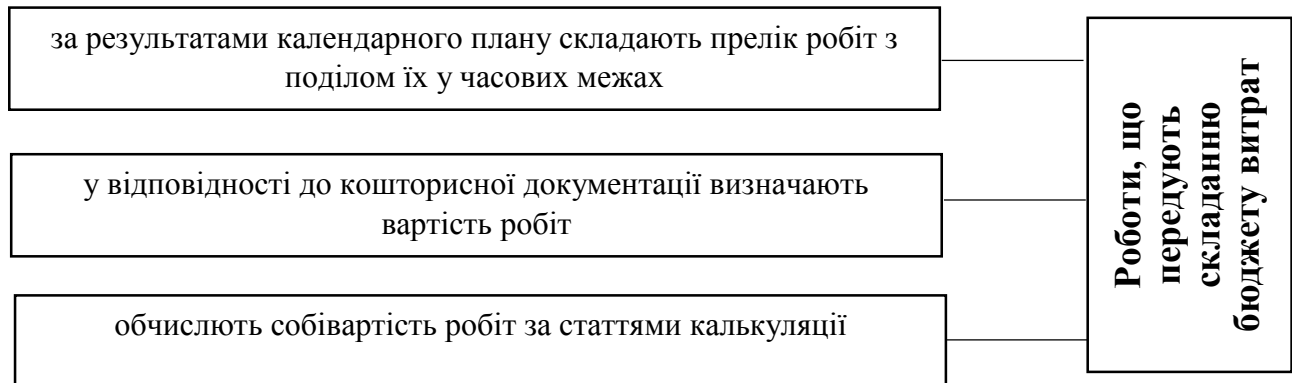 за результатами календарного плану складають прелік робіт з
поділом їх у часових межах
у відповідності до кошторисної документації визначають
вартість робіт
обчислють собівартість робіт за статтями калькуляції
Роботи, що
передують
складанню
бюджету витрат